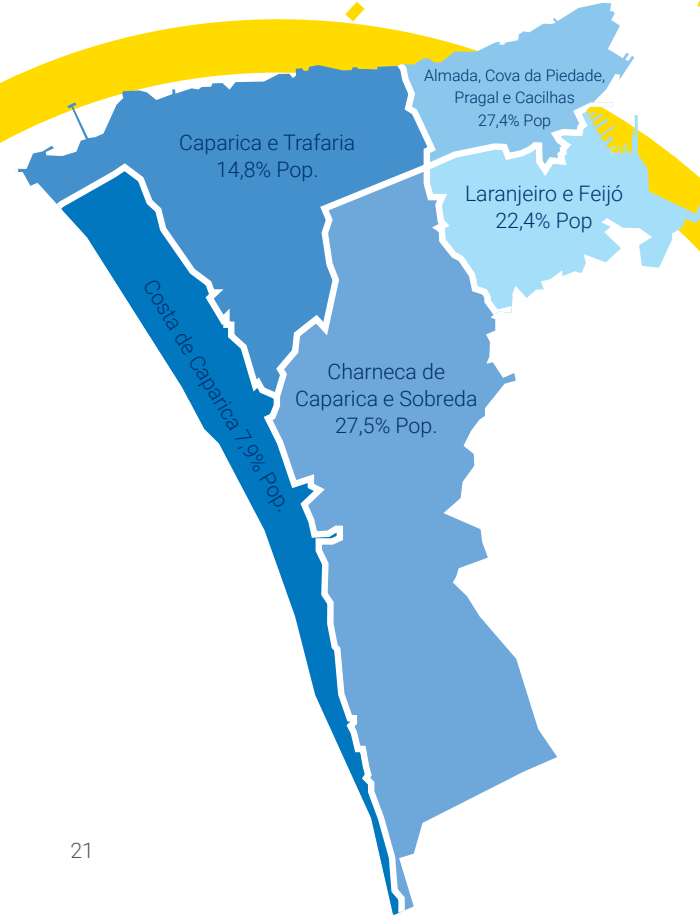 Almada, Cova da Piedade,
Pragal e Cacilhas
27,4% Pop
Caparica e Trafaria
14,8% Pop.
Laranjeiro e Feijó
22,4% Pop
Costa de Caparica 7,9% Pop.
Charneca de
Caparica e Sobreda
27,5% Pop.
21